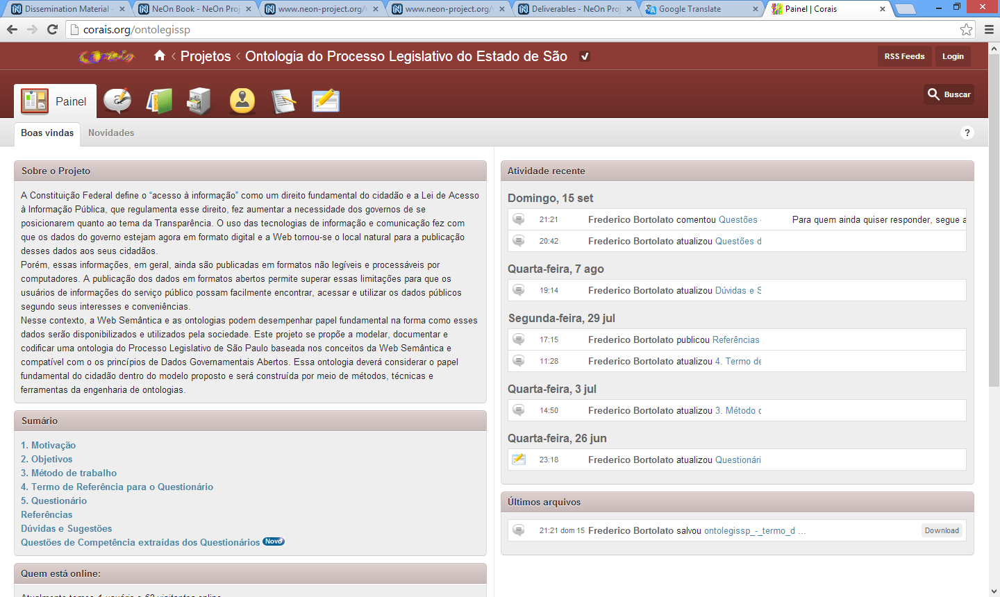 Dissemination Material -
NeOn Book - NeOn Proj
www.neon-project.org/
www.neon-project.org/
Deliverables - NeOn Proj
Google Translate
Painel | Corais
corais.org/ontolegissp
corais
Projetos
Ontologia do Processo Legislativo do Estado de São
RSS Feeds
Login
Painel
Buscar
Boas vindas
Novidades
?
Sobre o Projeto
A Constituição Federal define o “acesso à informação” como um direito fundamental do cidadão e a Lei de Acesso
à Informação Pública, que regulamenta esse direito, fez aumentar a necessidade dos governos de se
posicionarem quanto ao tema da Transparência. O uso das tecnologias de informação e comunicação fez com
que os dados do governo estejam agora em formato digital e a Web tornou-se o local natural para a publicação
desses dados aos seus cidadãos.
Porém, essas informações, em geral, ainda são publicadas em formatos não legíveis e processáveis por
computadores. A publicação dos dados em formatos abertos permite superar essas limitações para que os
usuários de informações do serviço público possam facilmente encontrar, acessar e utilizar os dados públicos
segundo seus interesses e conveniências.
Nesse contexto, a Web Semântica e as ontologias podem desempenhar papel fundamental na forma como esses
dados serão disponibilizados e utilizados pela sociedade. Este projeto se propõe a modelar, documentar e
codificar uma ontologia do Processo Legislativo de São Paulo baseada nos conceitos da Web Semântica e
compatível com o os princípios de Dados Governamentais Abertos. Essa ontologia deverá considerar o papel
fundamental do cidadão dentro do modelo proposto e será construída por meio de métodos, técnicas e
ferramentas da engenharia de ontologias.
Sumário
1. Motivação
2. Objetivos
3. Método de trabalho
4. Termo de Referência para o Questionário
5. Questionário
Referências
Dúvidas e Sugestões
Questões de Competência extraídas dos Questionários Novo
Quem está online:
Atualmente temos 1 usuário e 62 visitantes online.
Atividade recente
Domingo, 15 set
21:21 Frederico Bortolato comentou Questões Para quem ainda quiser responder, segue a
20:42 Frederico Bortolato atualizou Questões d
Quarta-feira, 7 ago
19:14 Frederico Bortolato atualizou Dúvidas e S
Segunda-feira, 29 jul
17:15 Frederico Bortolato publicou Referências
11:28 Frederico Bortolato atualizou 4. Termo de
Quarta-feira, 3 jul
14:50 Frederico Bortolato atualizou 3. Método
Quarta-feira, 26 jun
23:18 Frederico Bortolato atualizou Questionári
Últimos arquivos
21:21 dom 15 Frederico Bortolato salvou ontolegissp_-_termo_d ... Download